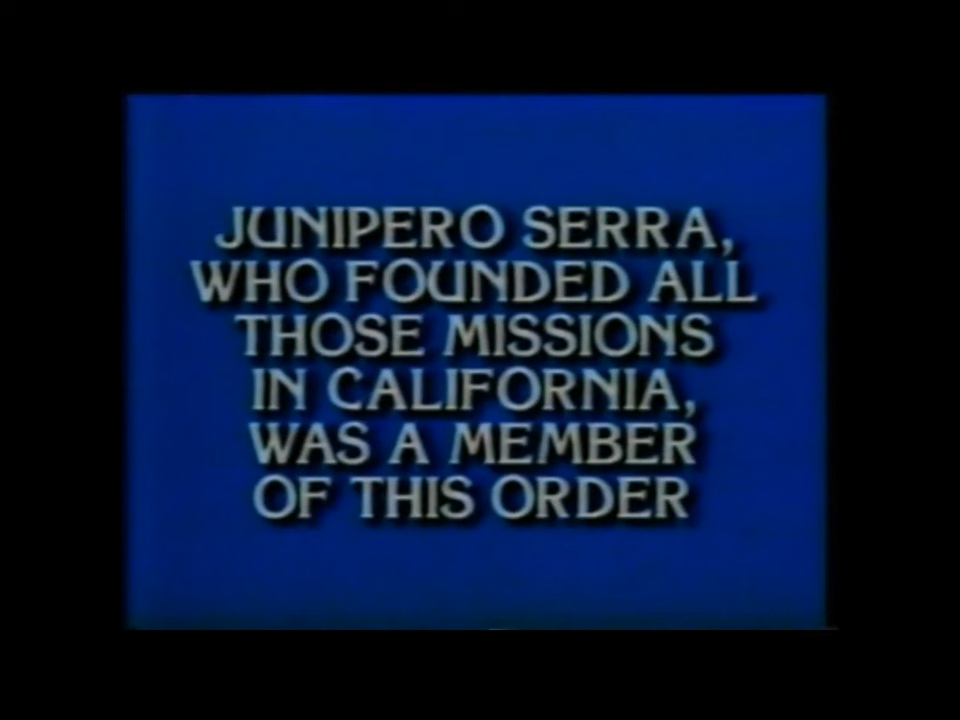 JUNIPERO SERRA,
WHO FOUNDED ALL
THOSE MISSIONS
IN CALIFORNIA,
WAS A MEMBER
OF THIS ORDER